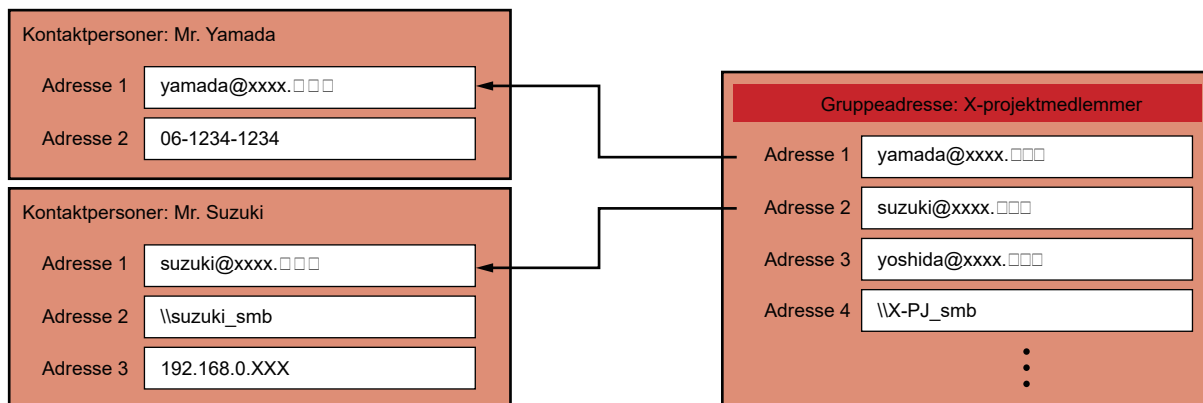 Kontaktpersoner: Mr. Yamada
Adresse 1 yamada@xxxx.□□□
Adresse 2 06-1234-1234
Kontaktpersoner: Mr. Suzuki
Adresse 1 suzuki@xxxx.□□□
Adresse 2 \\suzuki_smb
Adresse 3 192.168.0.XXX
Gruppeadresse: X-projektmedlemmer
Adresse 1 yamada@xxxx.□□□
Adresse 2 suzuki@xxxx.□□□
Adresse 3 yoshida@xxxx.□□□
Adresse 4 \\X-PJ_smb